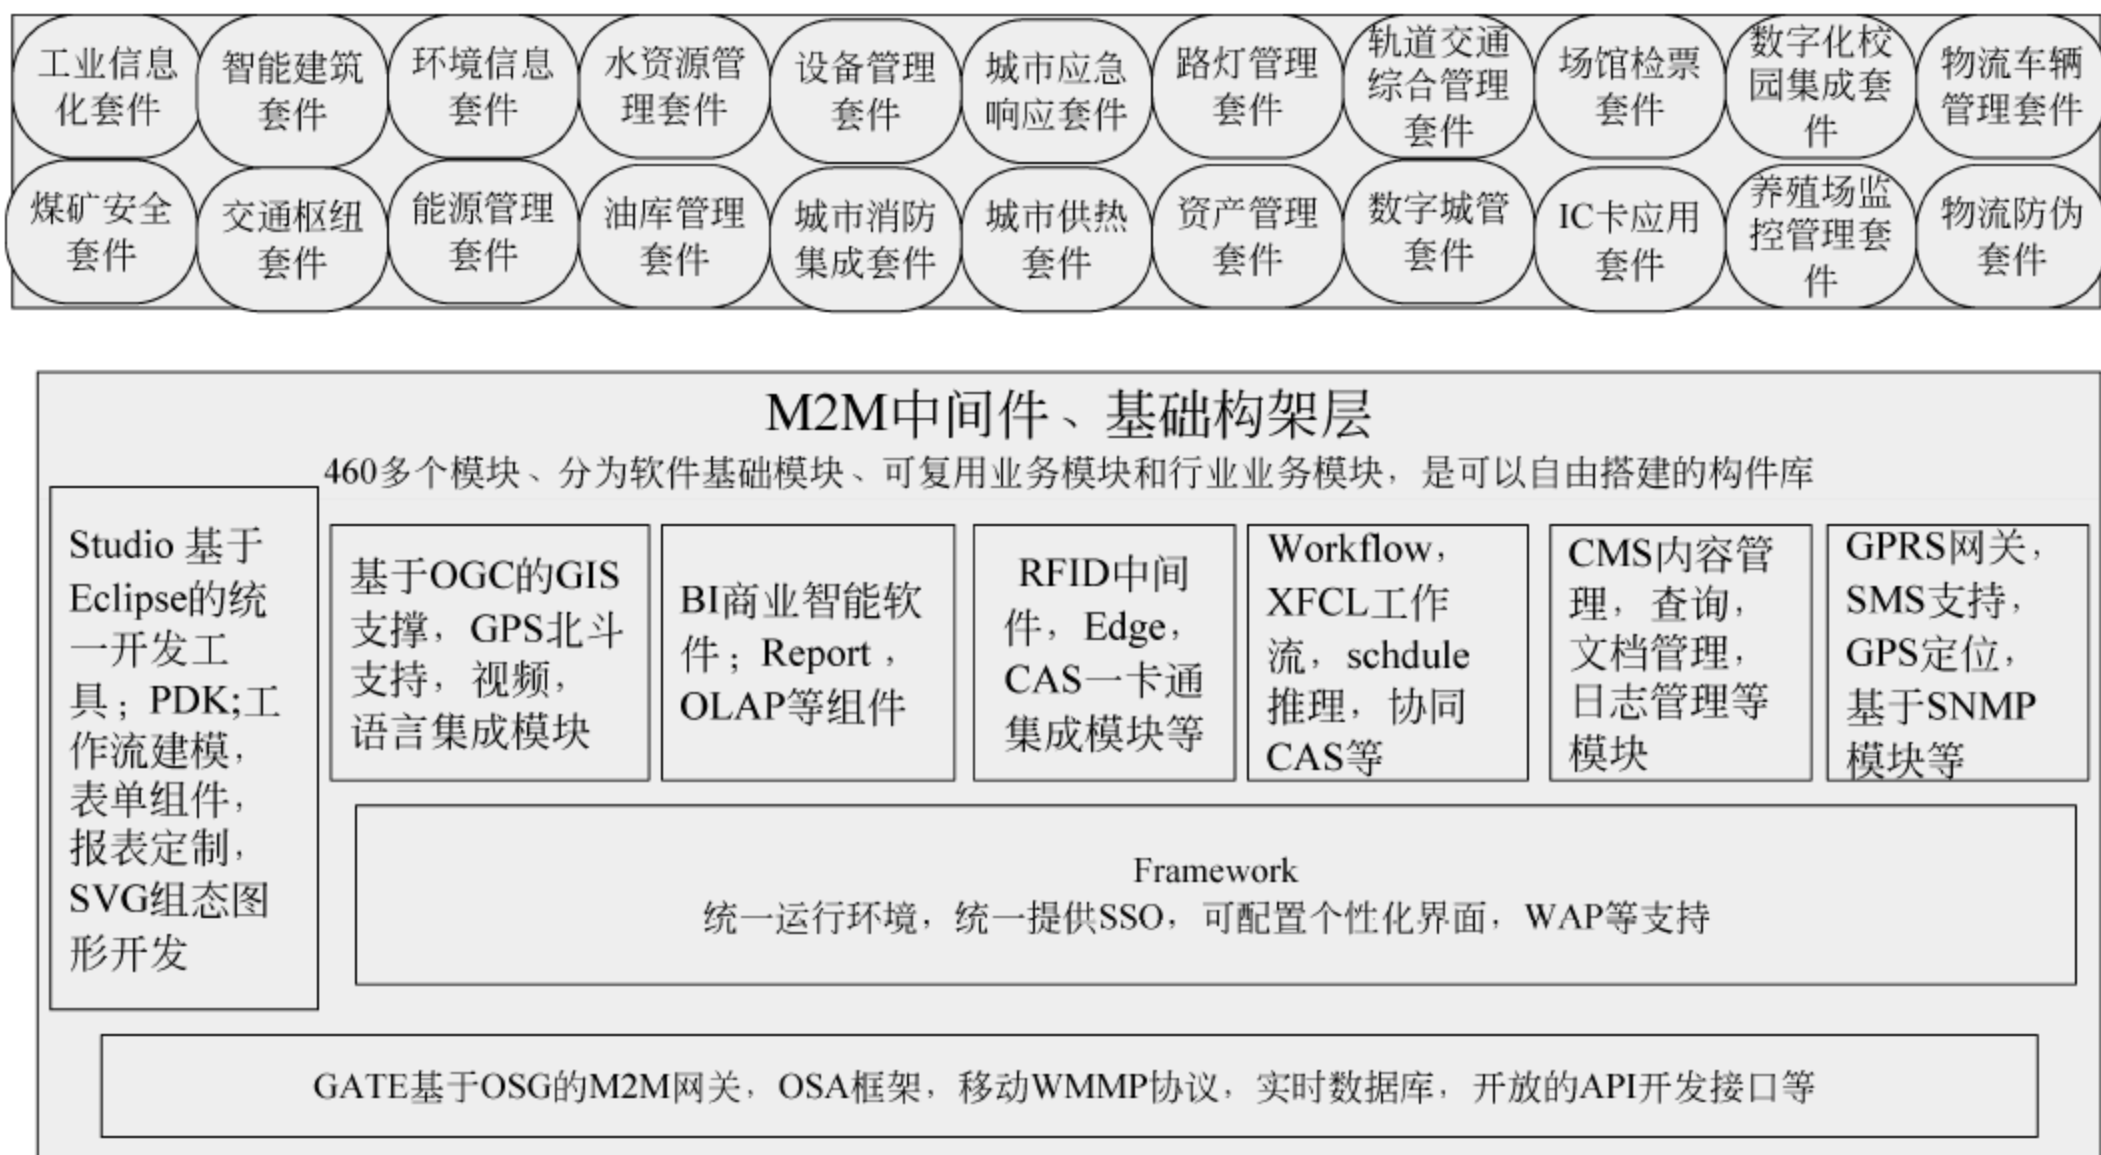 工业信息
化套件
智能建筑
套件
环境信息
套件
水资源管
理套件
设备管理
套件
城市应急
响应套件
路灯管理
套件
轨道交通
综合管理
套件
场馆检票
套件
数字化校
园集成套
件
物流车辆
管理套件
煤矿安全
套件
交通枢纽
套件
能源管理
套件
油库管理
套件
城市消防
集成套件
城市供热
套件
资产管理
套件
数字城管
套件
IC卡应用
套件
养殖场监
控管理套
件
物流防伪
套件
M2M中间件、基础构架层
460多个模块、分为软件基础模块、可复用业务模块和行业业务模块，是可以自由搭建的构件库
Studio 基于
Eclipse的统
一开发工
具；PDK;工
作流建模，
表单组件，
报表定制，
SVG组态图
形开发
基于OGC的GIS
支撑，GPS北斗
支持，视频，
语言集成模块
BI商业智能软
件；Report，
OLAP等组件
RFID中间
件，Edge，
CAS一卡通
集成模块等
Workflow，
XFCL工作
流，schdule
推理，协同
CAS等
CMS内容管
理，查询，
文档管理，
日志管理等
模块
GPRS网关，
SMS支持，
GPS定位，
基于SNMP
模块等
Framework
统一运行环境，统一提供SSO，可配置个性化界面，WAP等支持
GATE基于OSG的M2M网关，OSA框架，移动WMMP协议，实时数据库，开放的API开发接口等